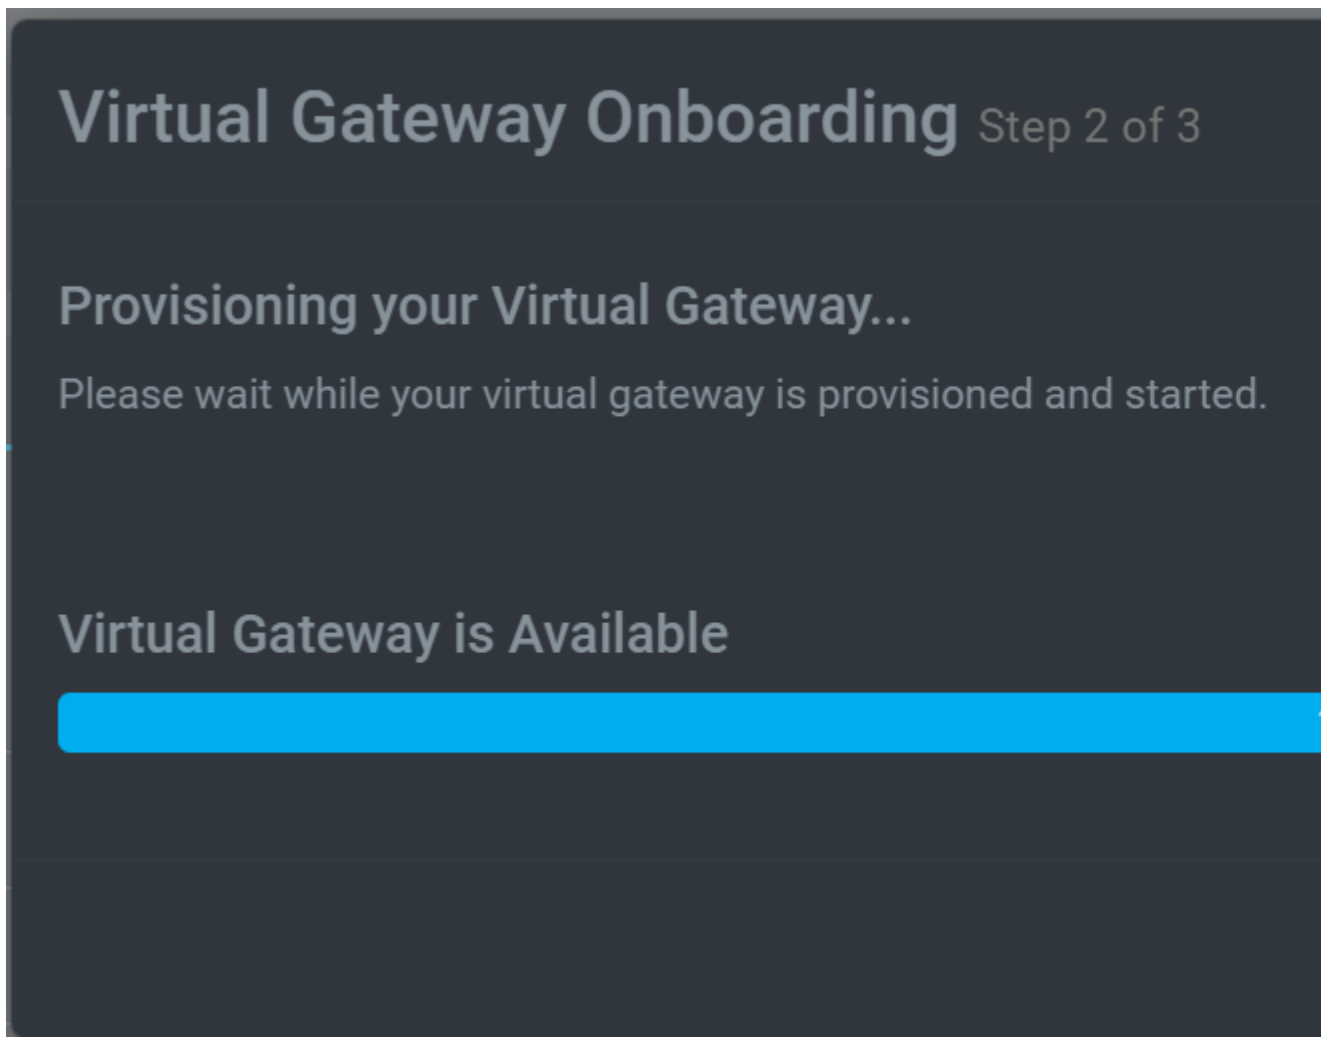 Virtual Gateway Onboarding Step 2 of 3
Provisioning your Virtual Gateway...
Please wait while your virtual gateway is provisioned and started.
Virtual Gateway is Available